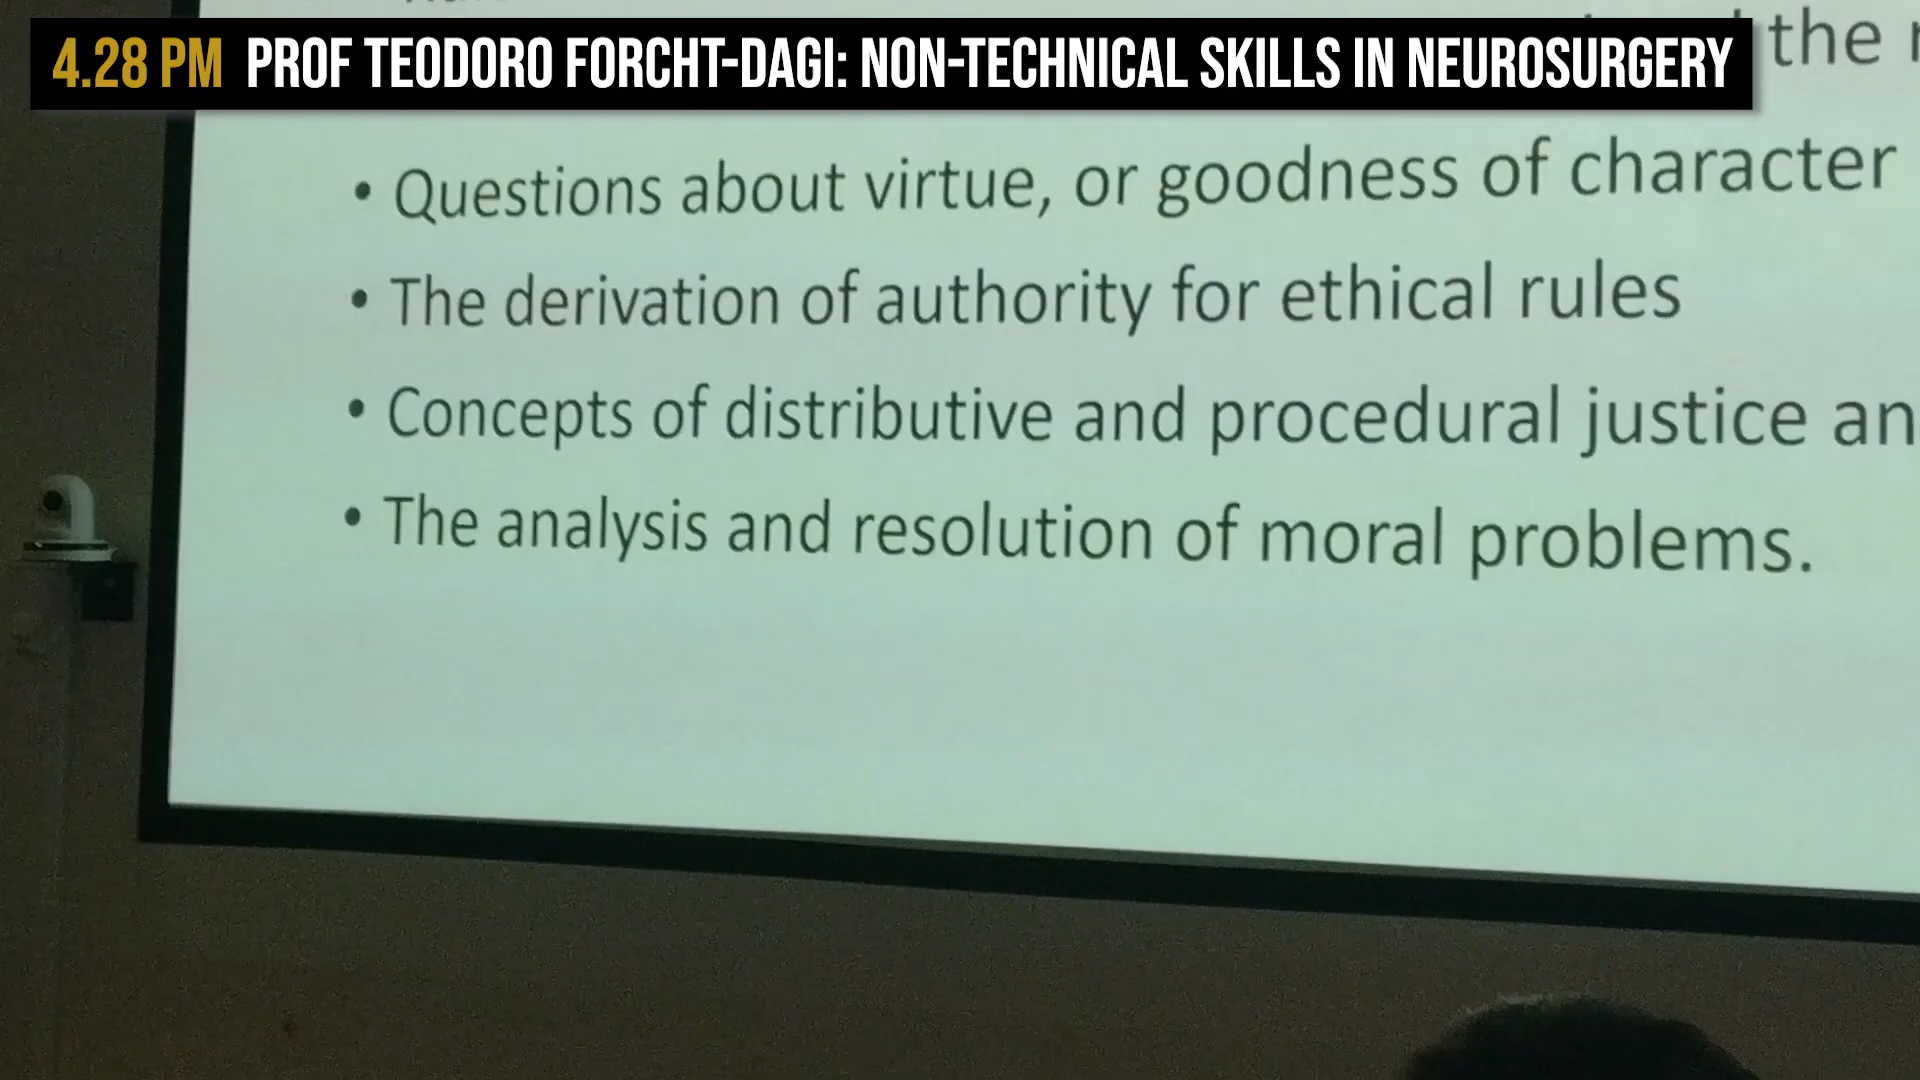 4.28 PM PROF TEODORO FORCHT-DAGI: NON-TECHNICAL SKILLS IN NEUROSURGERY
the
• Questions about virtue, or goodness of character
• The derivation of authority for ethical rules
• Concepts of distributive and procedural justice an
• The analysis and resolution of moral problems.